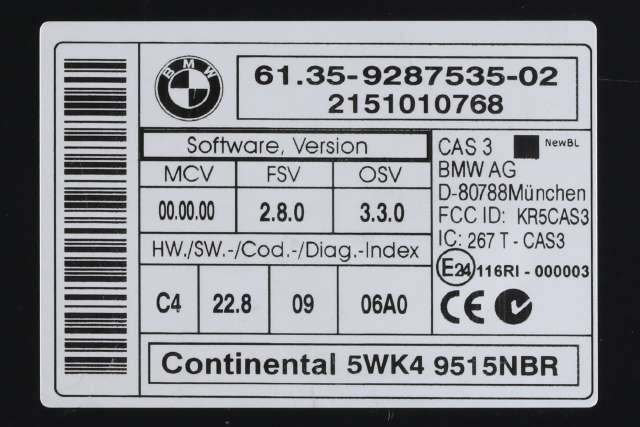 BMW
61.35-9287535-02
2151010768
Software, Version
MCV FSV OSV
00.00.00 2.8.0 3.3.0
HW./SW.-/Cod.-/Diag.-Index
C4 22.8 09 06A0
CAS 3 NewBL
BMW AG
D-80788München
FCC ID: KR5CAS3
IC: 267 T - CAS3
E24 116RI - 000003
CE N
Continental 5WK4 9515NBR